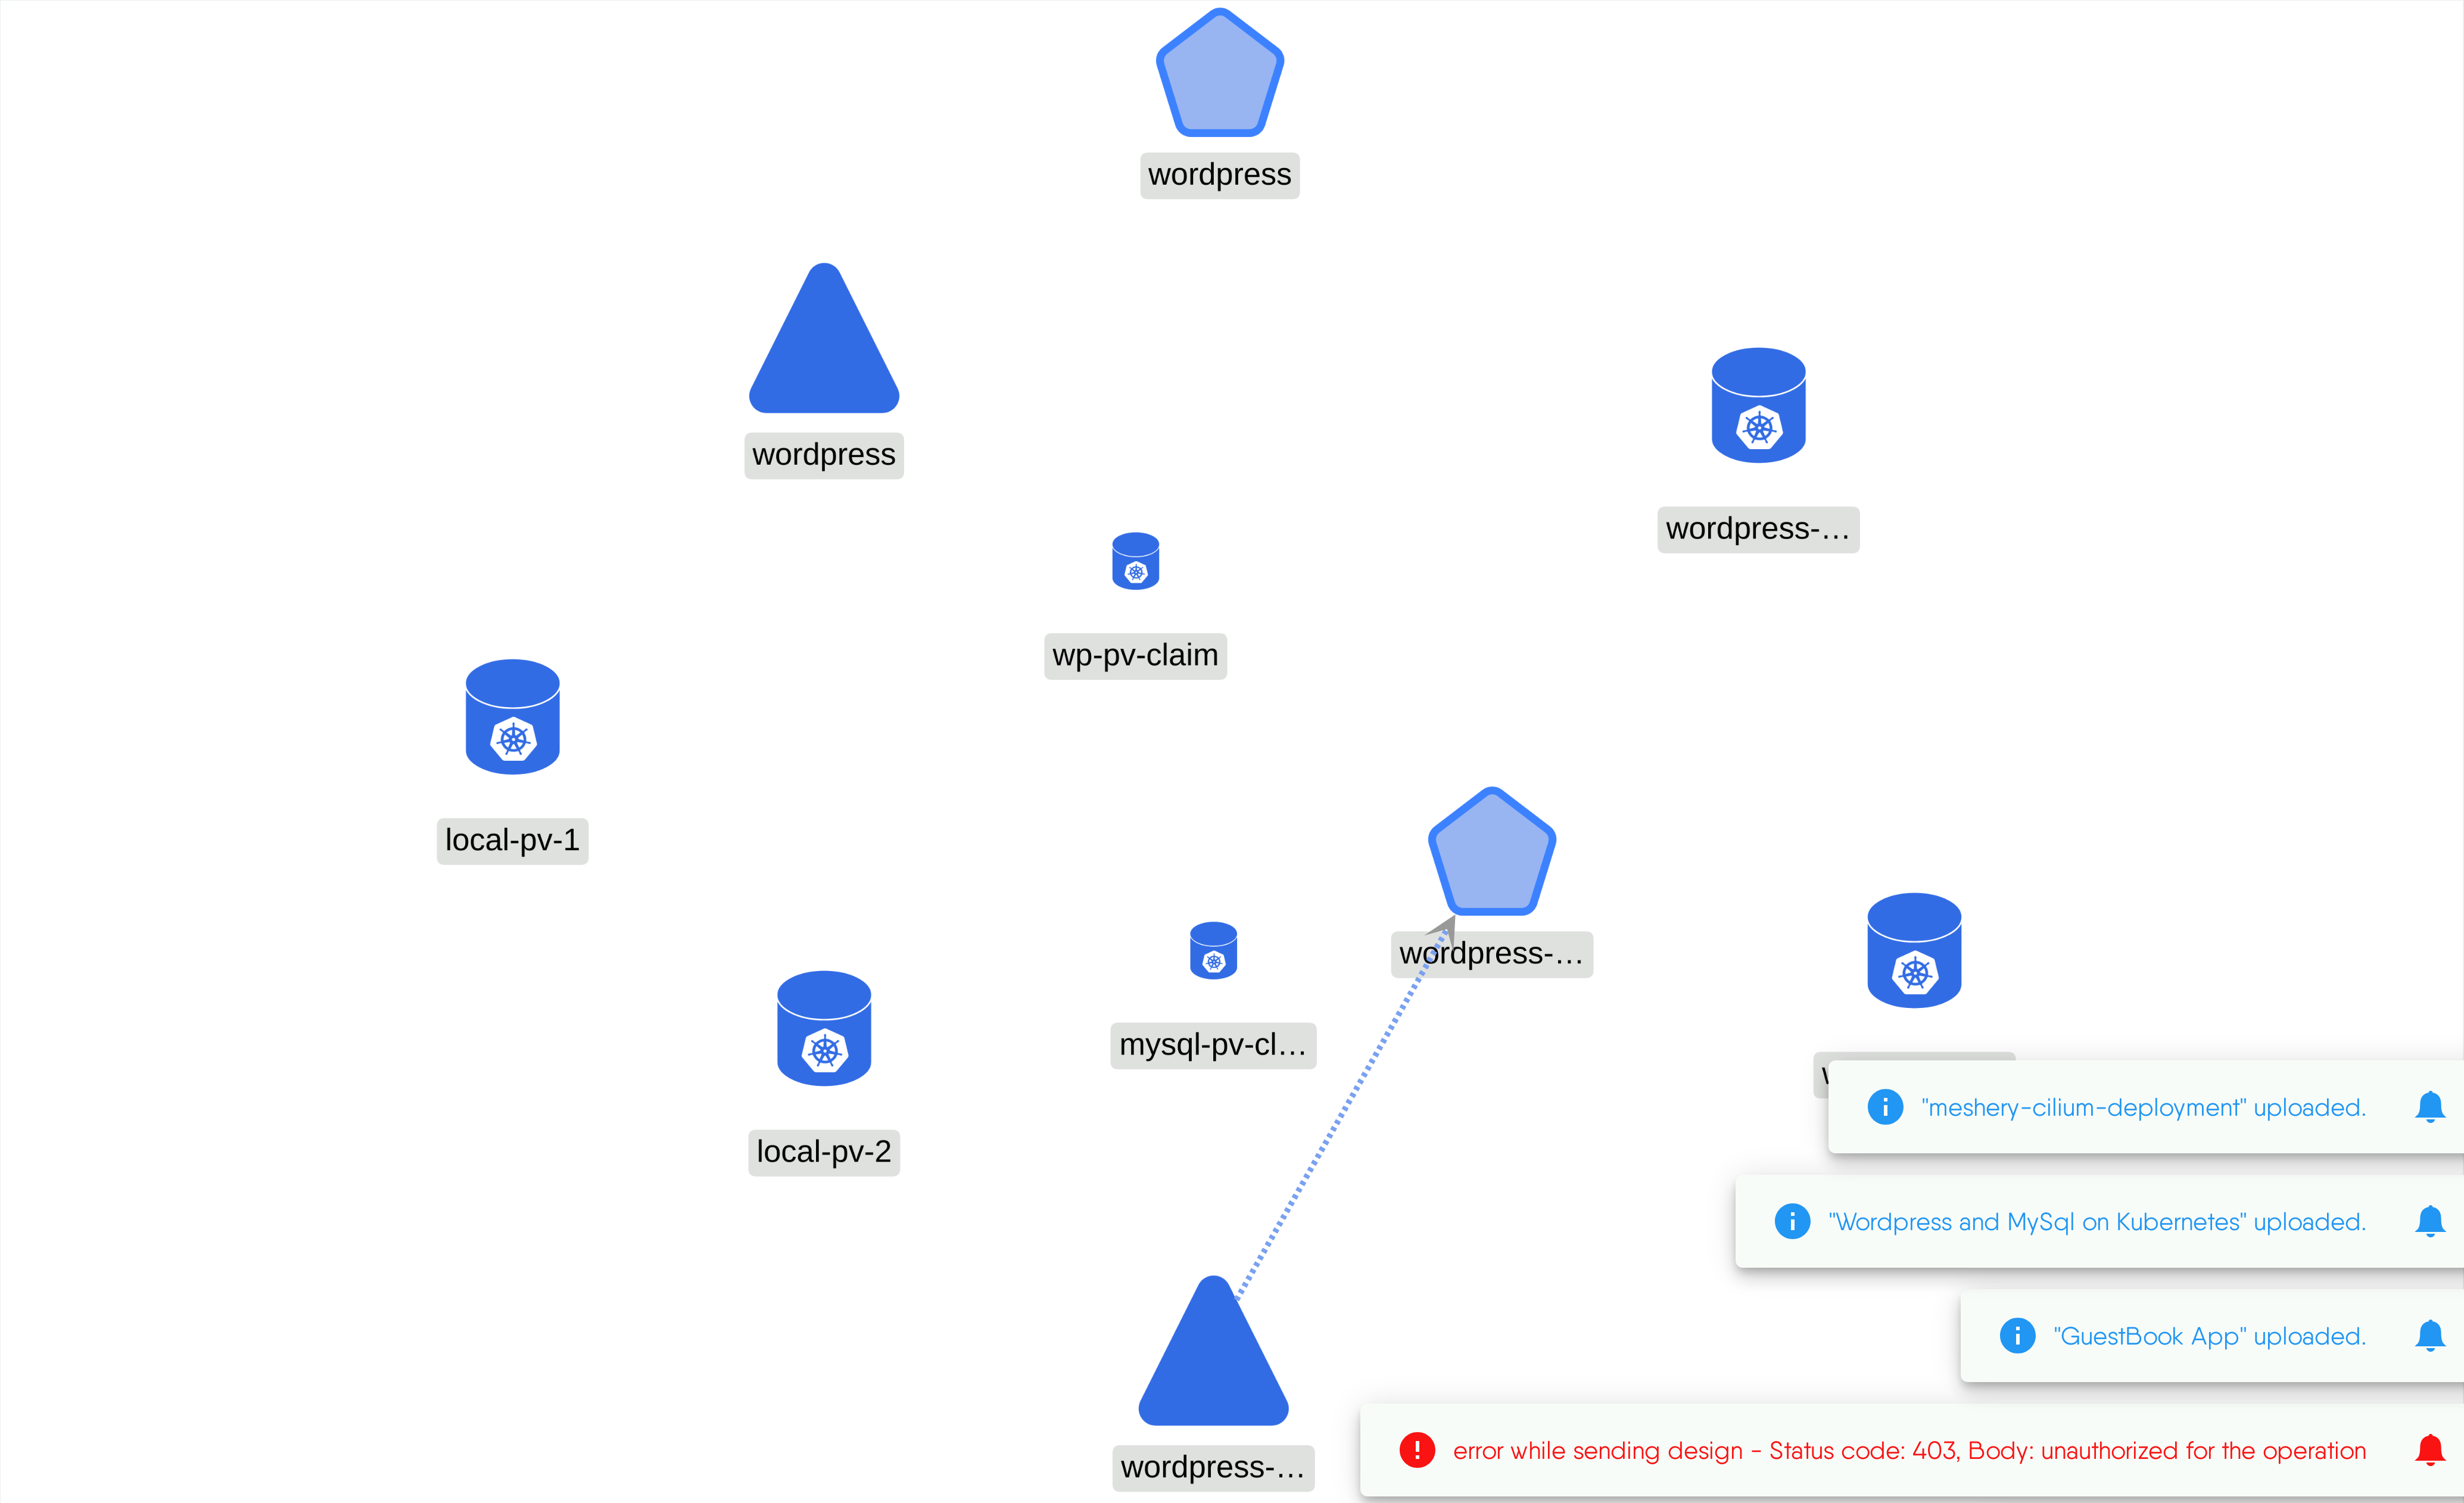 wordpress
wordpress
wordpress-…
wp-pv-claim
local-pv-1
wordpress-…
mysql-pv-cl…
local-pv-2
"meshery-cilium-deployment" uploaded.
"Wordpress and MySql on Kubernetes" uploaded.
"GuestBook App" uploaded.
wordpress-…
error while sending design - Status code: 403, Body: unauthorized for the operation